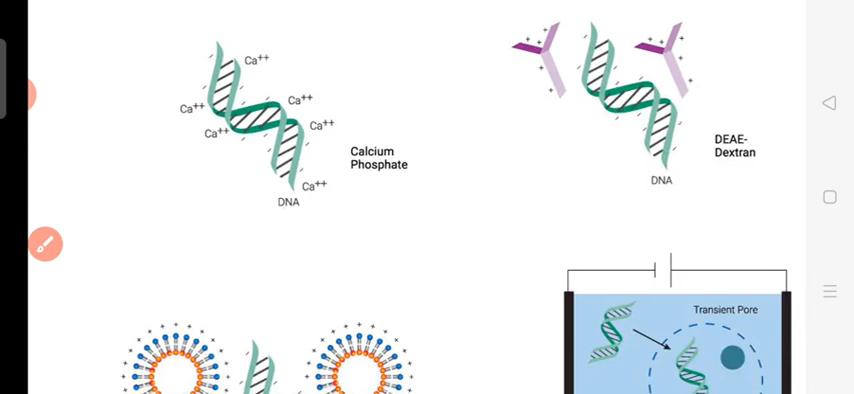 Ca++
Ca++
Ca++
Ca++
Ca++
Ca++
DNA
Calcium
Phosphate
DEAE-
Dextran
DNA
Transient Pore